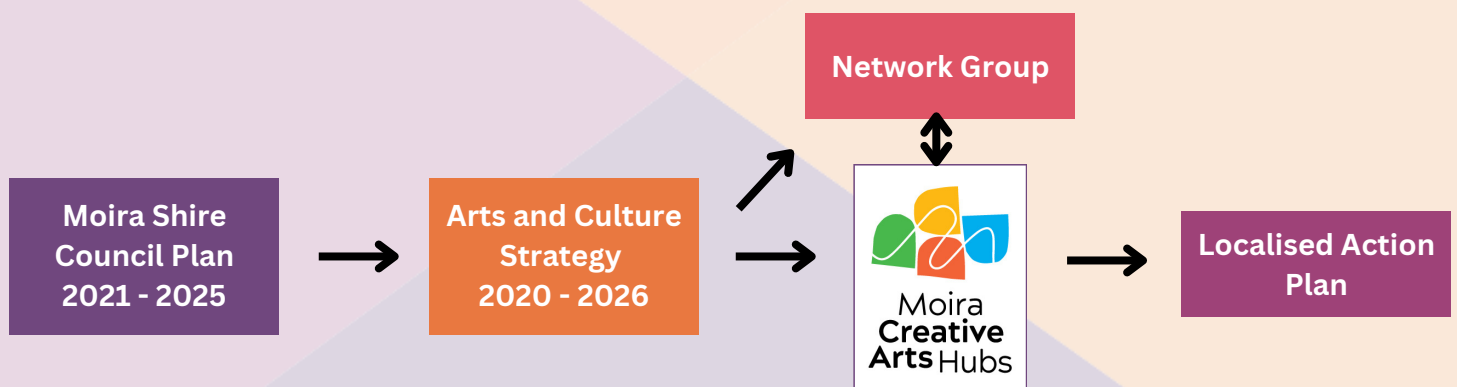 Network Group
Moira Shire
Council Plan
2021 - 2025
Arts and Culture
Strategy
2020 - 2026
Moira
Creative
Arts Hubs
Localised Action
Plan